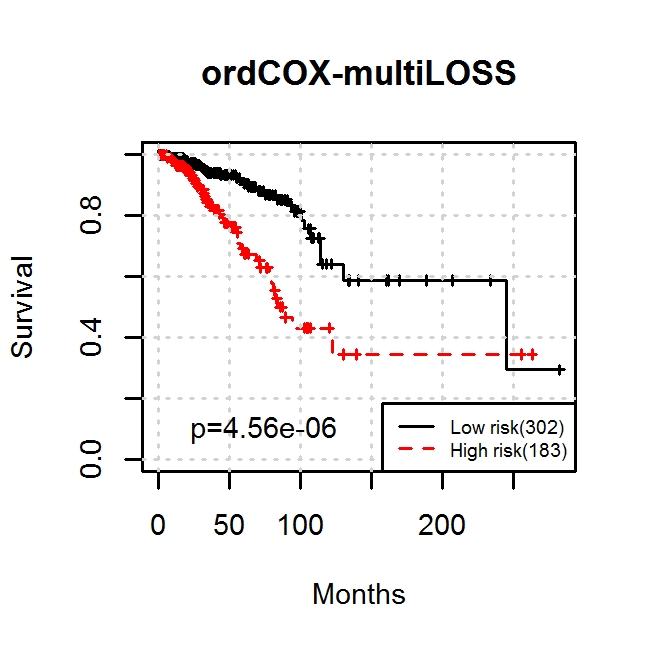 ordCOX-multiLOSS
Survival
0.8
0.4
0.0
p=4.56e-06
Low risk(302)
High risk(183)
0 50 100 200
Months